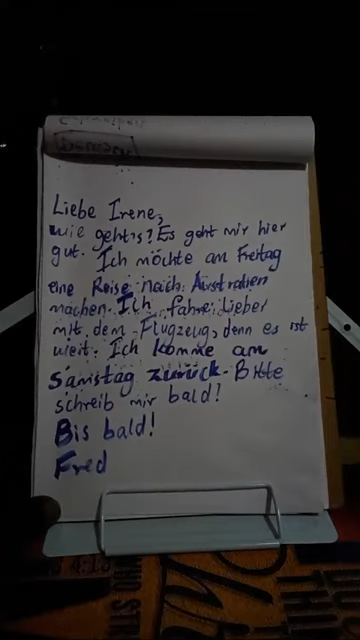 Liebe Irene,
wie geht's? Es geht mir hier
gut. Ich möchte am Freitag
eine Reise nach Australien
machen. Ich fahre Lieber
mit dem Flugzeug, denn es ist
weit. Ich komme am
Samstag zurück. Bitte
schreib mir bald!
Bis bald!
Fred
4:13